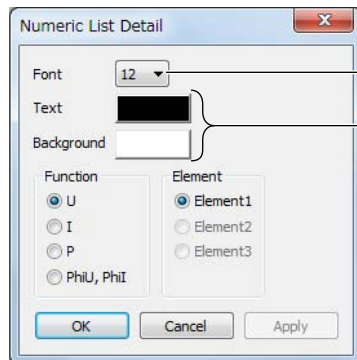 Numeric List Detail
Font 12
Text
Background
Function
U
I
P
PhiU, PhiI
Element
Element1
Element2
Element3
OK Cancel Apply